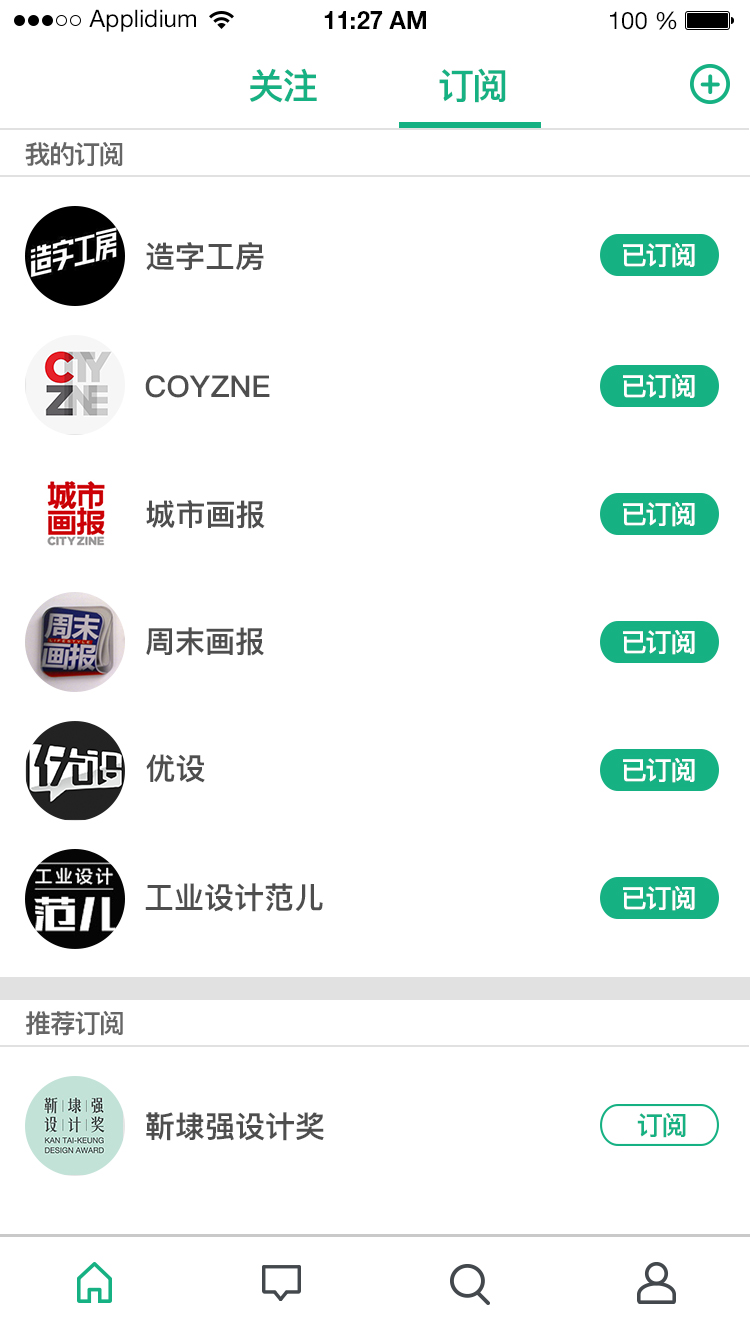 Applidium 11:27 AM 100 %
关注 订阅
我的订阅
造字工房
造字工房 已订阅
CITY
ZINE
COYZNE 已订阅
城市
画报
CITY ZINE
城市画报 已订阅
周末
画报
LIFESTYLE
周末画报 已订阅
优设
优设 已订阅
工业设计
范儿
工业设计范儿 已订阅
推荐订阅
靳埭强
设计奖
KAN TAI-KEUNG
DESIGN AWARD
靳埭强设计奖 订阅